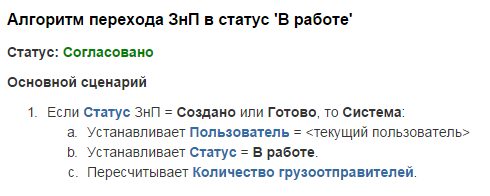 Алгоритм перехода ЗнП в статус 'В работе'
Статус: Согласовано
Основной сценарий
1. Если Статус ЗнП = Создано или Готово, то Система:
a. Устанавливает Пользователь = <текущий пользователь>
b. Устанавливает Статус = В работе.
c. Пересчитывает Количество грузоотправителей.